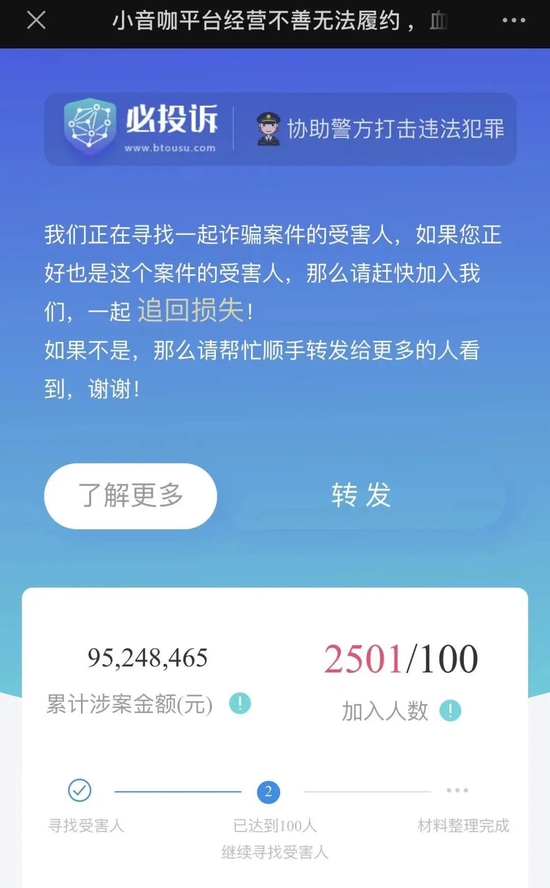 小音咖平台经营不善无法履约，血
必投诉
www.btousu.com
协助警方打击违法犯罪
我们正在寻找一起诈骗案件的受害人，如果您正
好也是这个案件的受害人，那么请赶快加入我
们，一起 追回损失！
如果不是，那么请帮忙顺手转发给更多的人看
到，谢谢！
了解更多
转 发
95,248,465
累计涉案金额(元)
2501/100
加入人数
2
寻找受害人
已达到100人
继续寻找受害人
材料整理完成